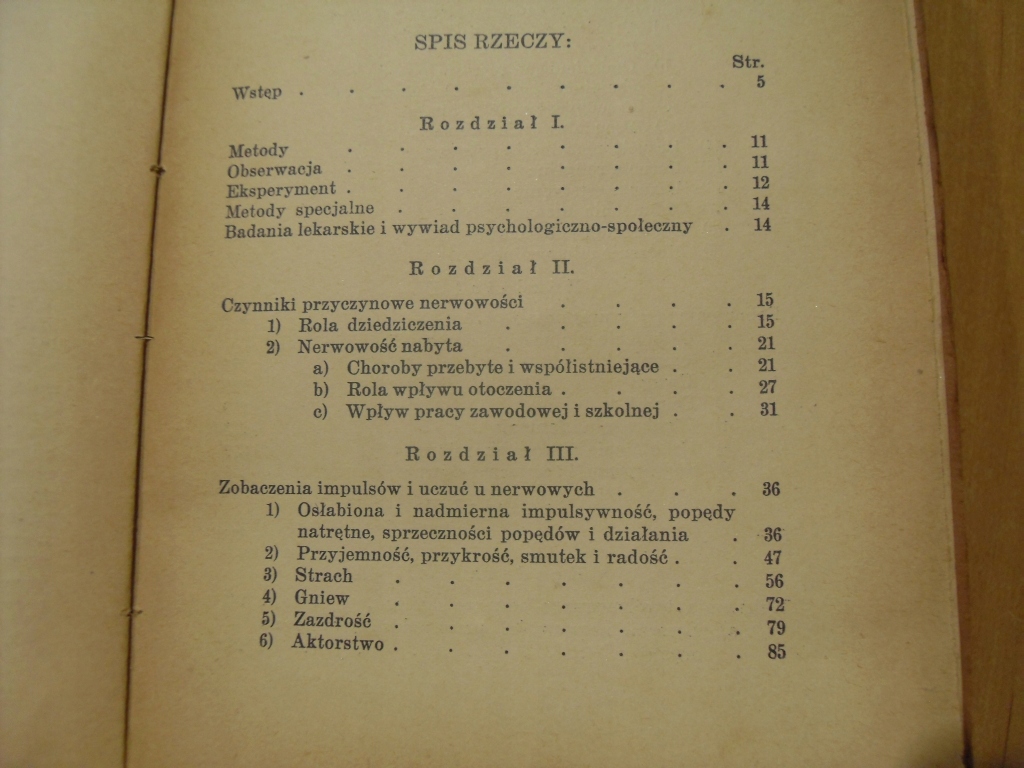 SPIS RZECZY:
Str.
Wstęp . . . . . . . . . 5
Rozdział I.
Metody . . . . . . . . 11
Obserwacja . . . . . . . . 11
Eksperyment . . . . . . . . 12
Metody specjalne . . . . . . . 14
Badania lekarskie i wywiad psychologiczno-społeczny . 14
Rozdział II.
Czynniki przyczynowe nerwowości . . . . 15
1) Rola dziedziczenia . . . . . 15
2) Nerwowość nabyta . . . . . 21
a) Choroby przebyte i współistniejące . . 21
b) Rola wpływu otoczenia . . . . 27
c) Wpływ pracy zawodowej i szkolnej . . 31
Rozdział III.
Zobaczenia impulsów i uczuć u nerwowych . . . 36
1) Osłabiona i nadmierna impulsywność, popędy
natrętne, sprzeczności popędów i działania . 36
2) Przyjemność, przykrość, smutek i radość . . 47
3) Strach . . . . . . . 56
4) Gniew . . . . . . . 72
5) Zazdrość . . . . . . . 79
6) Aktorstwo . . . . . . . 85